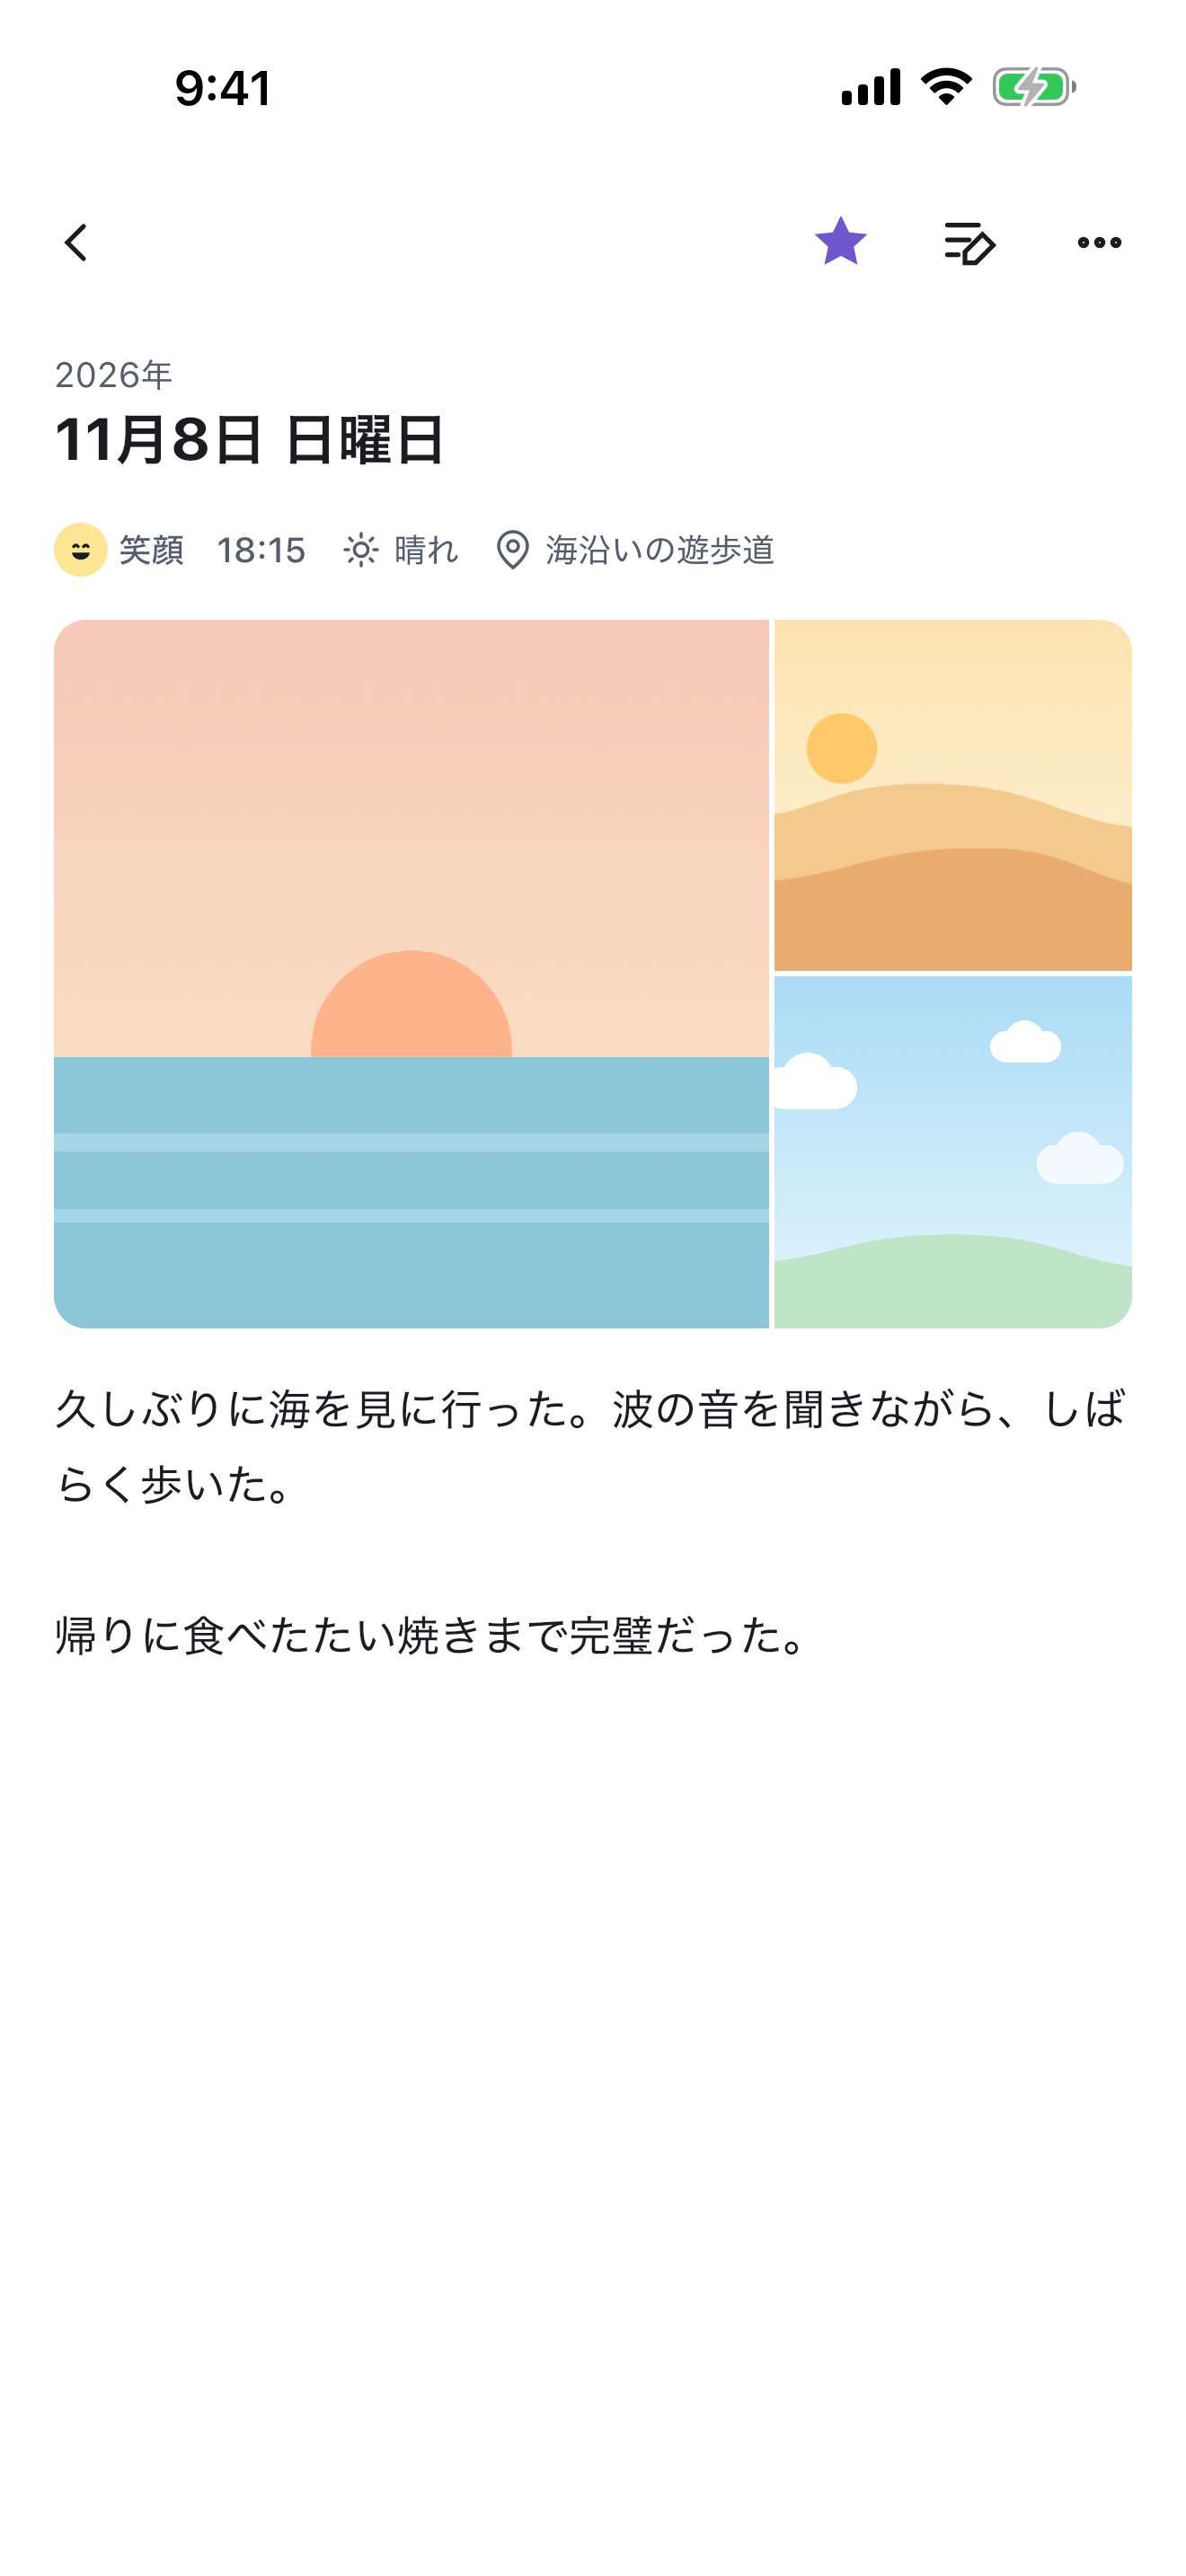 9:41
2026年
11月8日 日曜日
笑顔 18:15 晴れ 海沿いの遊歩道
久しぶりに海を見に行った。波の音を聞きながら、しば
らく歩いた。
帰りに食べたたい焼きまで完璧だった。